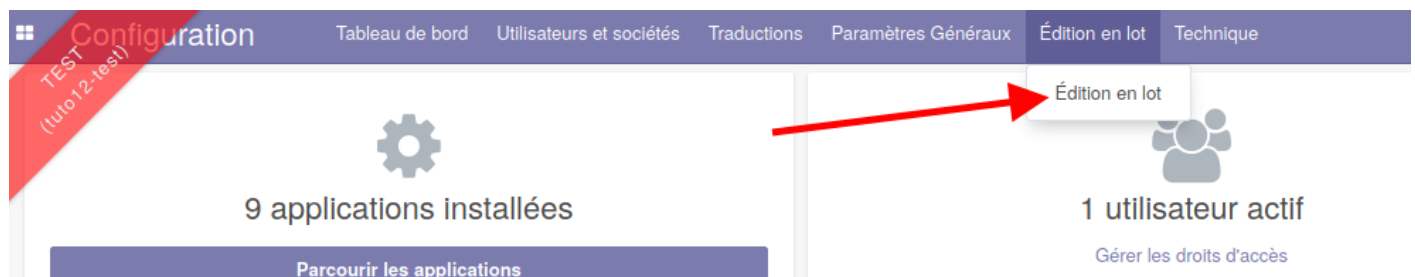 Configuration
Tableau de bord
Utilisateurs et sociétés
Traductions
Paramètres Généraux
Édition en lot
Technique
TEST
(tuto12-test)
Édition en lot
9 applications installées
1 utilisateur actif
Parcourir les applications
Gérer les droits d'accès